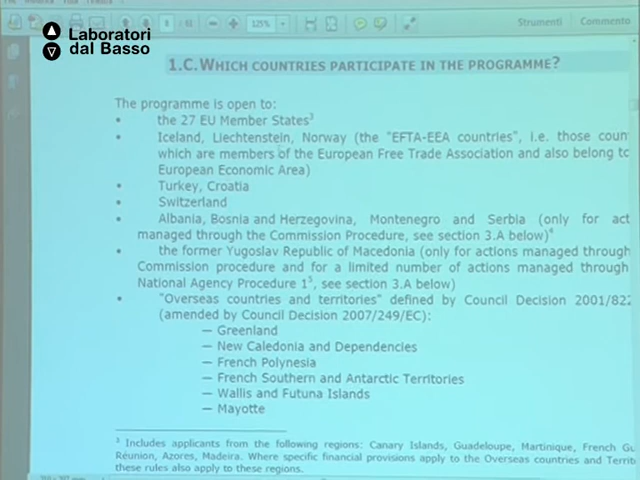 8 / 81
125%
Strumenti
Commento
Laboratori
dal Basso
1.C. WHICH COUNTRIES PARTICIPATE IN THE PROGRAMME?
The programme is open to:
• the 27 EU Member States3
• Iceland, Liechtenstein, Norway (the "EFTA-EEA countries", i.e. those coun
which are members of the European Free Trade Association and also belong to
European Economic Area)
• Turkey, Croatia
• Switzerland
• Albania, Bosnia and Herzegovina, Montenegro and Serbia (only for act
managed through the Commission Procedure, see section 3.A below)4
• the former Yugoslav Republic of Macedonia (only for actions managed through
Commission procedure and for a limited number of actions managed through
National Agency Procedure 15, see section 3.A below)
• "Overseas countries and territories" defined by Council Decision 2001/822
(amended by Council Decision 2007/249/EC):
— Greenland
— New Caledonia and Dependencies
— French Polynesia
— French Southern and Antarctic Territories
— Wallis and Futuna Islands
— Mayotte
3 Includes applicants from the following regions: Canary Islands, Guadeloupe, Martinique, French Gu
Réunion, Azores, Madeira. Where specific financial provisions apply to the Overseas countries and Territ
these rules also apply to these regions.